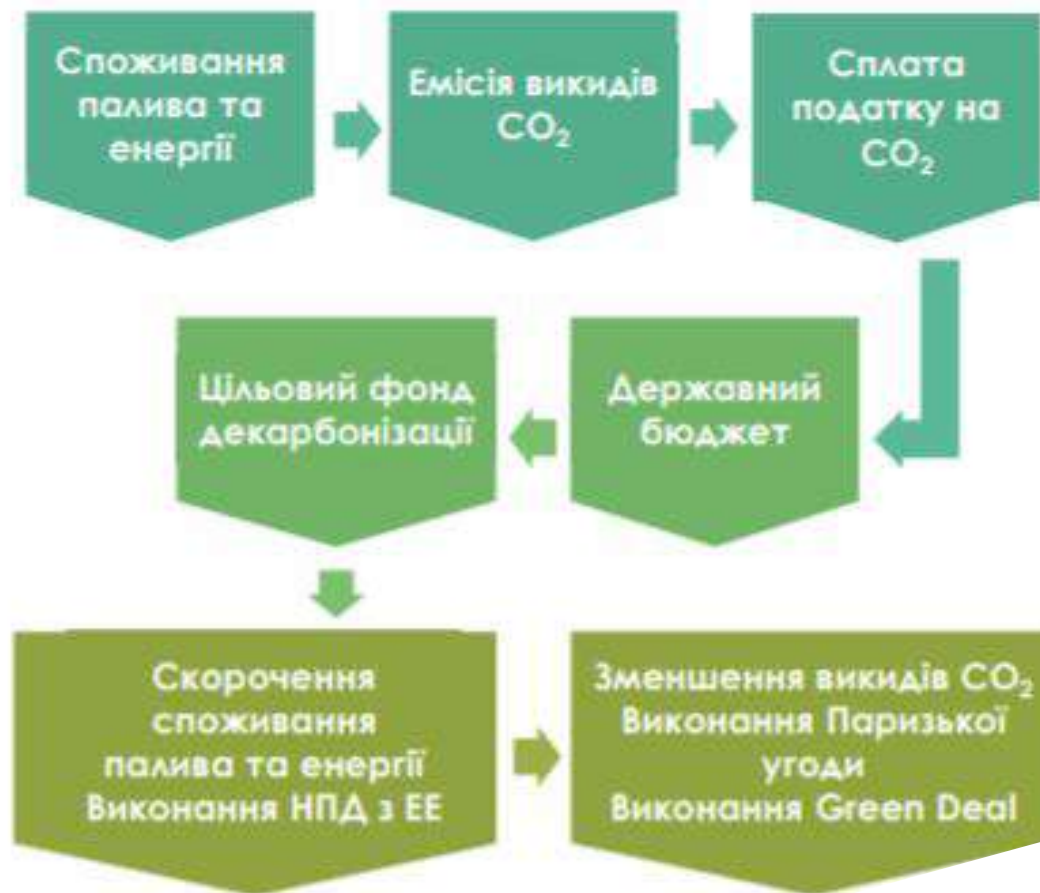 Споживання
палива та
енергії
Емісія викидів
CO₂
Сплата
податку на
CO₂
Державний
бюджет
Цільовий фонд
декарбонізації
Скорочення
споживання
палива та енергії
Виконання НПД з ЕЕ
Зменшення викидів CO₂
Виконання Паризької
угоди
Виконання Green Deal